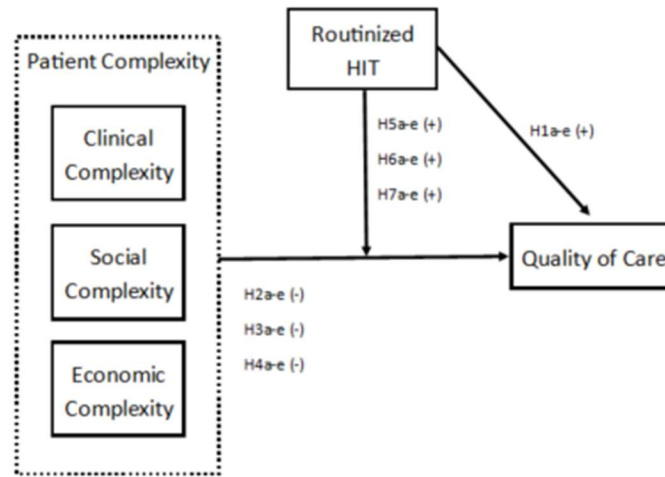 Patient Complexity
Clinical
Complexity
Social
Complexity
Economic
Complexity
Routinized
HIT
H5a-e (+)
H6a-e (+)
H7a-e (+)
H1a-e (+)
H2a-e (-)
H3a-e (-)
H4a-e (-)
Quality of Care